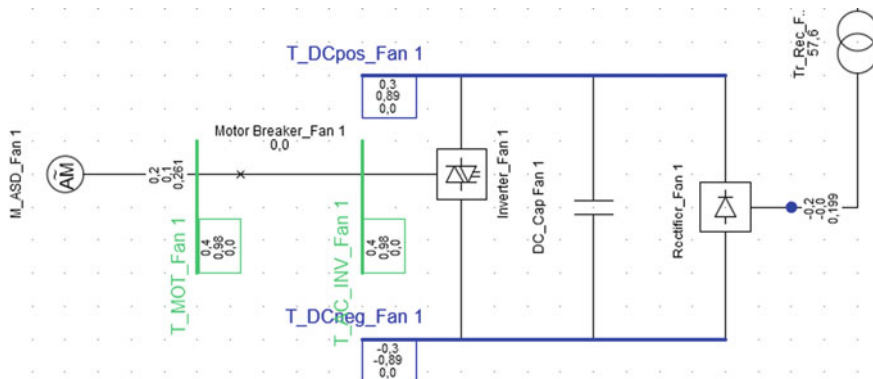 Tr_Rec_F..
57,6
T_DCpos_Fan 1
0,3
0,89
0,0
Motor Breaker_Fan 1
0,0
M_ASD_Fan 1
AM
0,2
0,1
0,261
Inverter_Fan 1
DC_Cap Fan 1
Rectifier_Fan 1
-0,2
-0,0
0,199
T_MOT_Fan 1
0,4
0,98
0,0
0,4
0,98
0,0
T_DCneg_Fan 1
-0,3
-0,89
0,0